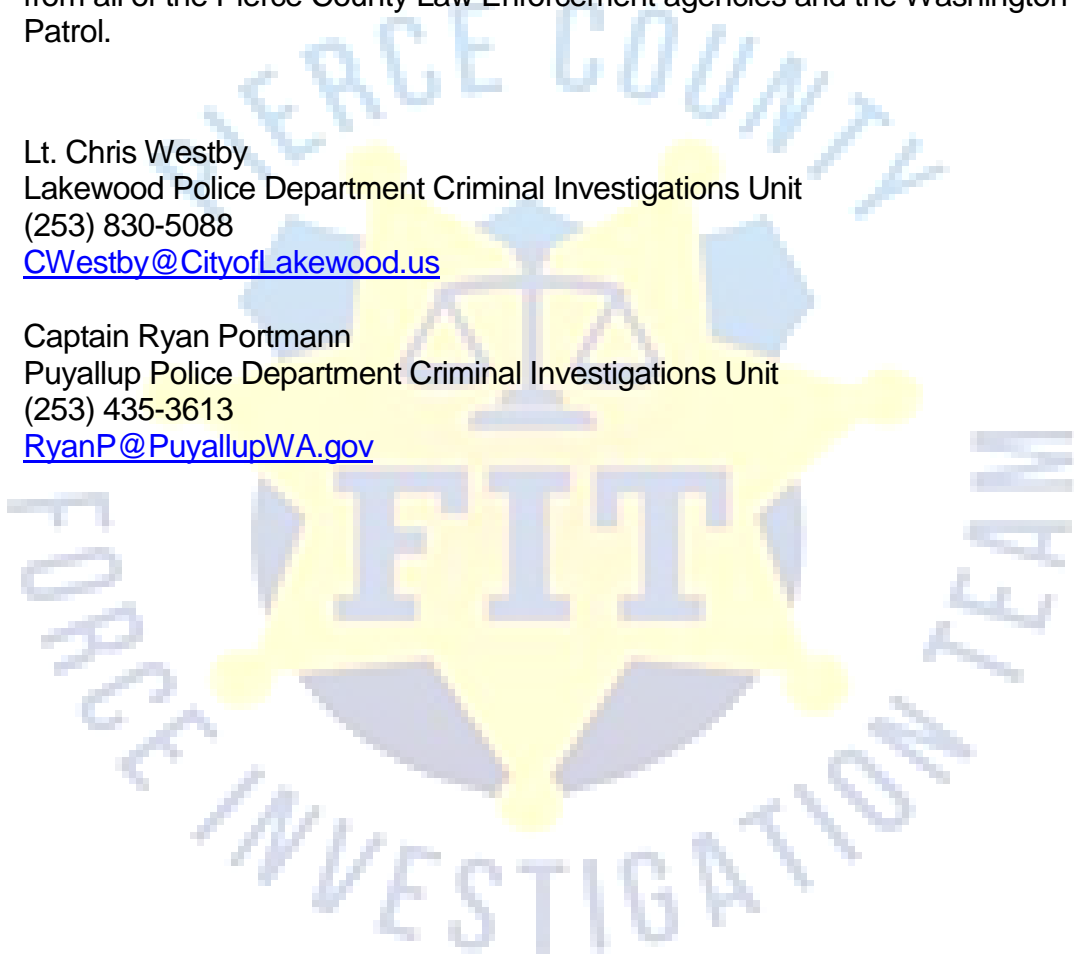 from all of the Pierce County Law Enforcement agencies and the Washington
Patrol.
Lt. Chris Westby
Lakewood Police Department Criminal Investigations Unit
(253) 830-5088
CWestby@CityofLakewood.us
Captain Ryan Portmann
Puyallup Police Department Criminal Investigations Unit
(253) 435-3613
RyanP@PuyallupWA.gov
PIERCE COUNTY
FIT
FORCE INVESTIGATION TEAM